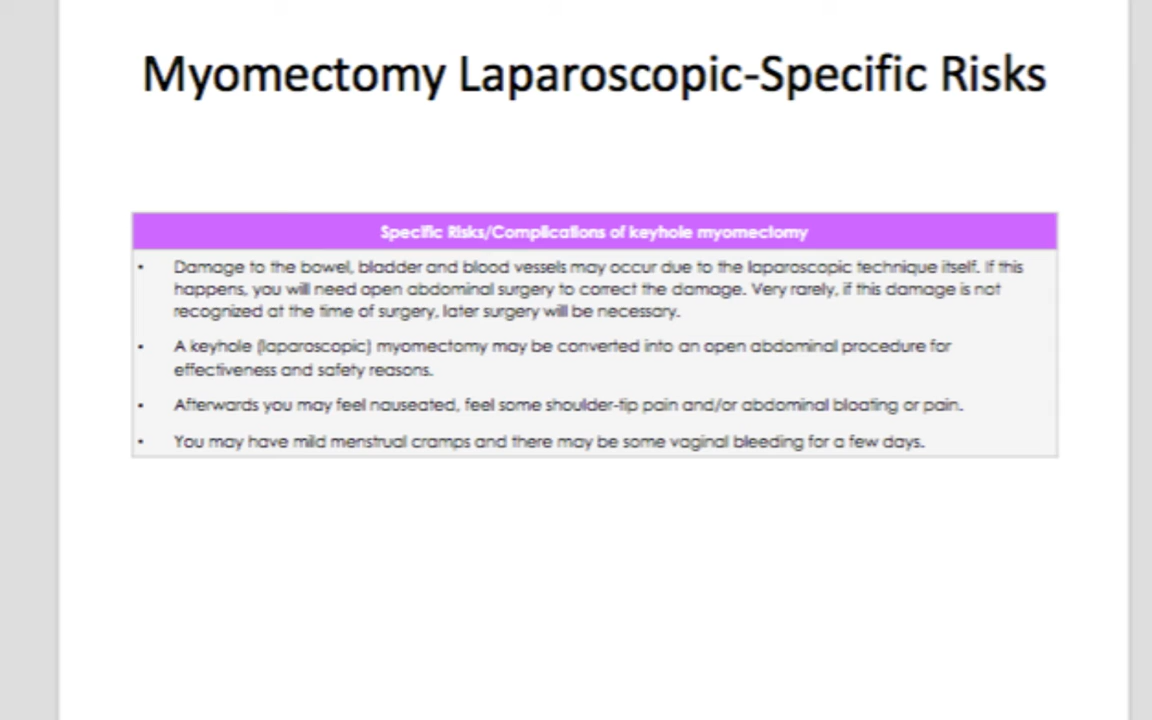 Myomectomy Laparoscopic-Specific Risks
Specific Risks/Complications of keyhole myomectomy
• Damage to the bowel, bladder and blood vessels may occur due to the laparoscopic technique itself. If this
happens, you will need open abdominal surgery to correct the damage. Very rarely, if this damage is not
recognized at the time of surgery, later surgery will be necessary.
• A keyhole (laparoscopic) myomectomy may be converted into an open abdominal procedure for
effectiveness and safety reasons.
• Afterwards you may feel nauseated, feel some shoulder-tip pain and/or abdominal bloating or pain.
• You may have mild menstrual cramps and there may be some vaginal bleeding for a few days.